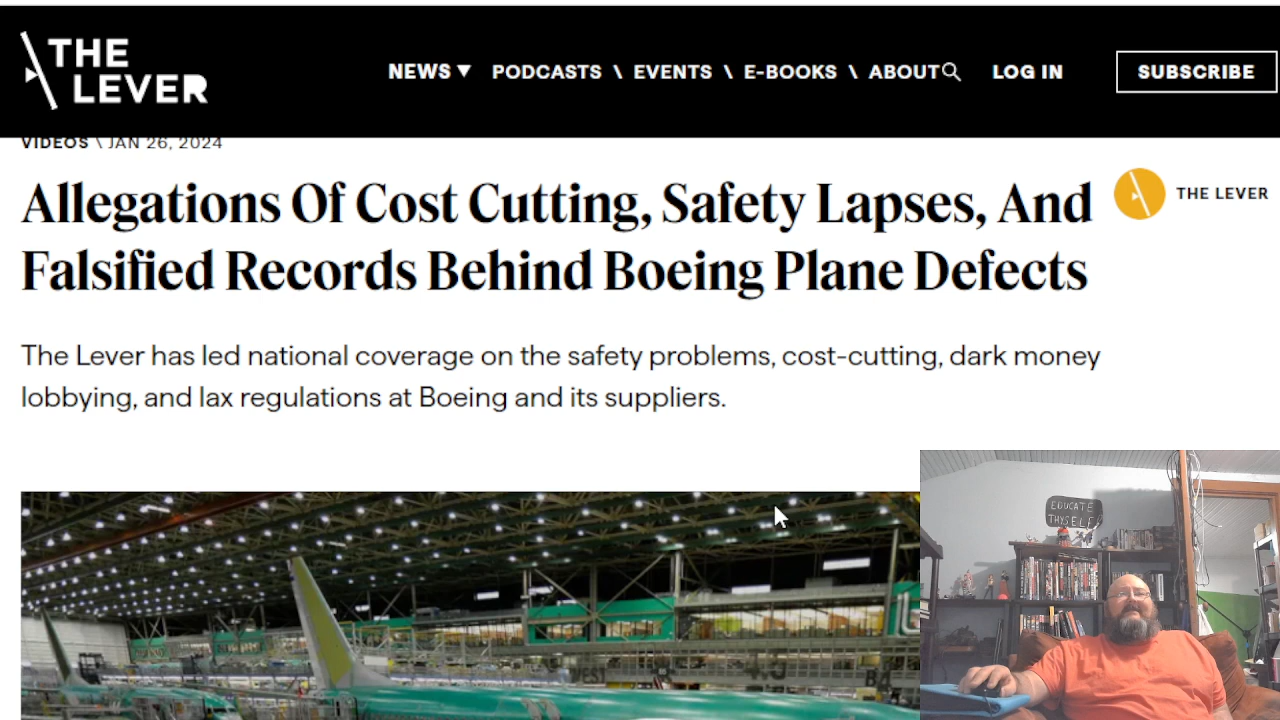 THE
LEVER
NEWS ▼ PODCASTS \ EVENTS \ E-BOOKS \ ABOUT LOG IN SUBSCRIBE
VIDEOS \ JAN 26, 2024
Allegations Of Cost Cutting, Safety Lapses, And
Falsified Records Behind Boeing Plane Defects
THE LEVER
The Lever has led national coverage on the safety problems, cost-cutting, dark money
lobbying, and lax regulations at Boeing and its suppliers.
EDUCATE
THYSELF